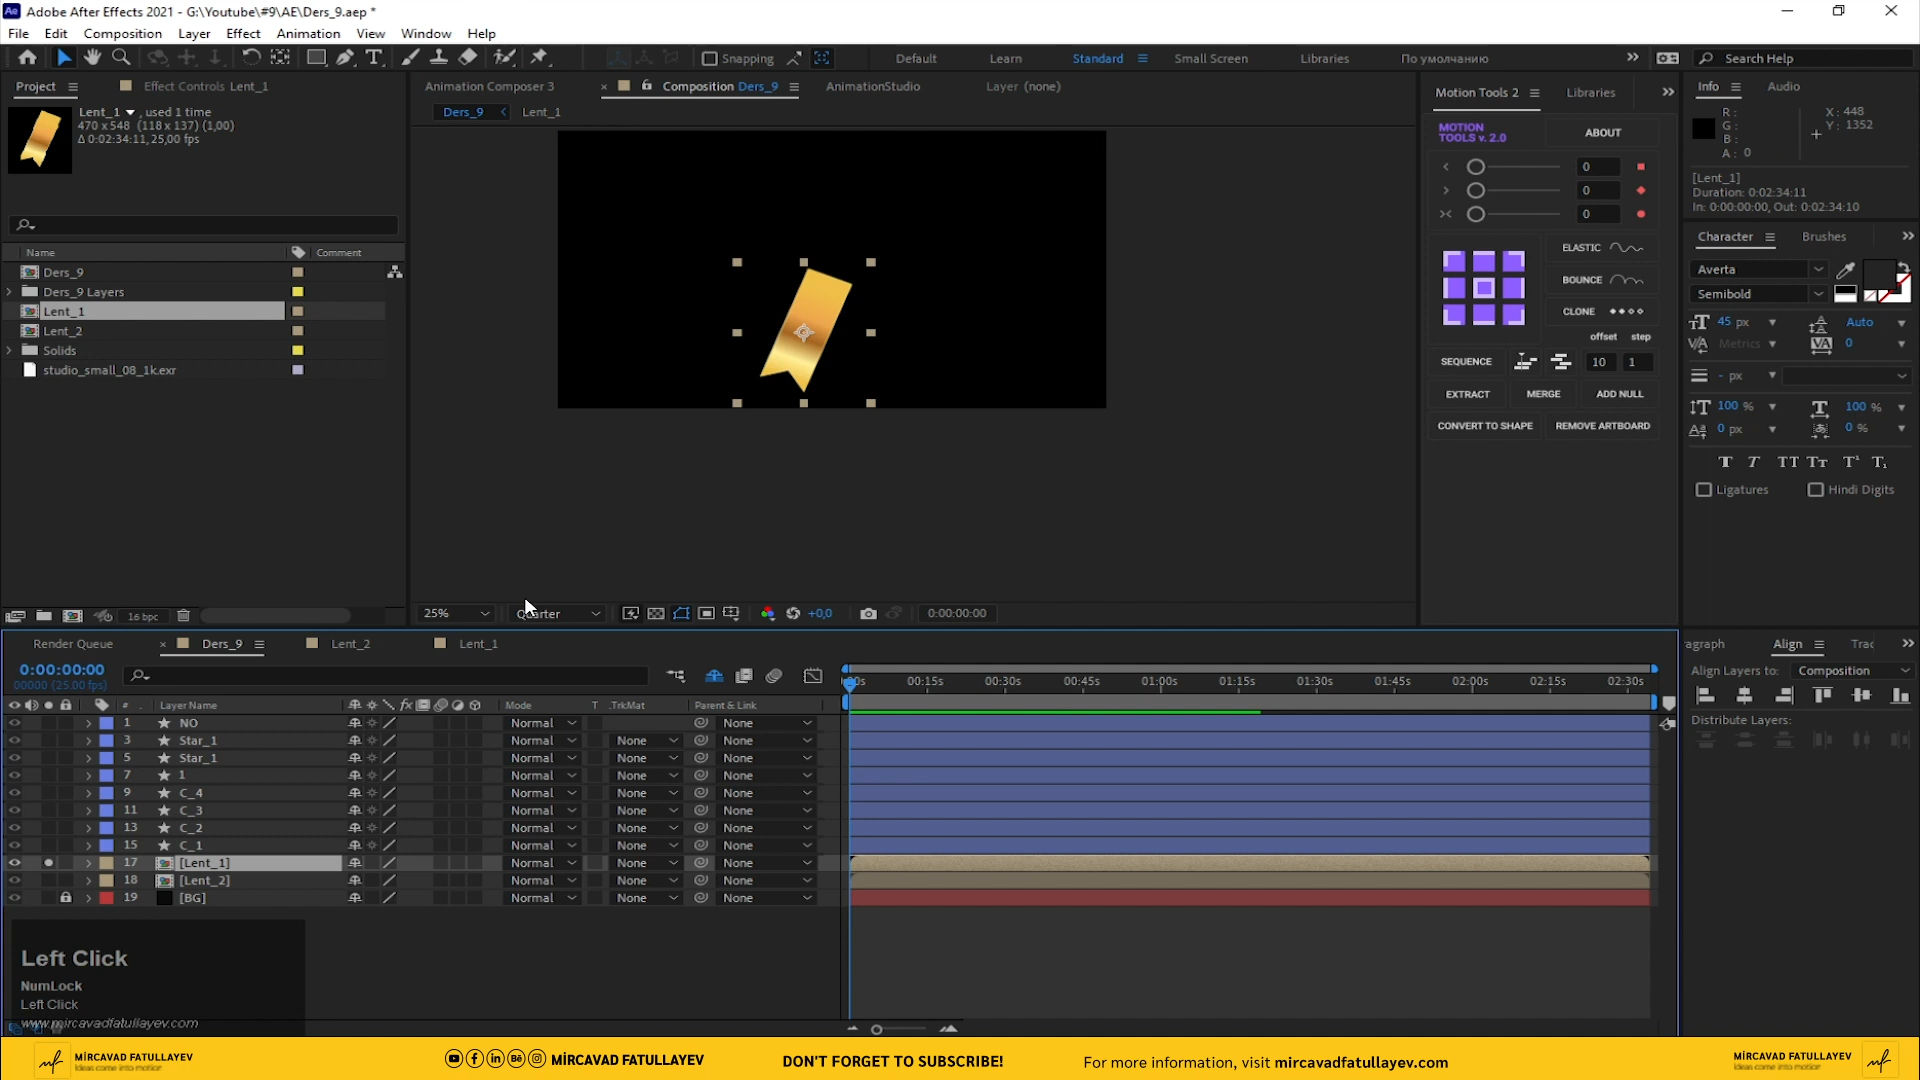 Adobe After Effects 2021 - G:\Youtube\#9\AE\Ders_9.aep *
File Edit Composition Layer Effect Animation View Window Help
Snapping Default Learn Standard Small Screen Libraries По умолчанию Search Help
Project Effect Controls Lent_1
Lent_1, used 1 time
470 x 548 (118 x 137) (1,00)
Δ 0:02:34:11, 25,00 fps
Name Comment
Ders_9
Ders_9 Layers
Lent_1
Lent_2
Solids
studio_small_08_1k.exr
16 bpc
Animation Composer 3 Composition Ders_9 AnimationStudio Layer (none)
Ders_9 Lent_1
25% Quarter +0,0 0:00:00:00
Motion Tools 2 Libraries
MOTION
TOOLS v. 2.0
ABOUT
0
0
0
ELASTIC
BOUNCE
CLONE
offset step
SEQUENCE 10 1
EXTRACT MERGE ADD NULL
CONVERT TO SHAPE REMOVE ARTBOARD
Info Audio
R:
G:
B:
A: 0
X: 448
Y: 1352
[Lent_1]
Duration: 0:02:34:11
In: 0:00:00:00, Out: 0:02:34:10
Character Brushes
Averta
Semibold
45 px Auto
Metrics 0
- px
100 % 100 %
0 px 0 %
Ligatures Hindi Digits
Render Queue Ders_9 Lent_2 Lent_1
0:00:00:00
00000 (25.00 fps)
00:15s 00:30s 00:45s 01:00s 01:15s 01:30s 01:45s 02:00s 02:15s 02:30s
# Layer Name Mode T .TrkMat Parent & Link
1 NO Normal None
3 Star_1 Normal None None
5 Star_1 Normal None None
7 1 Normal None None
9 C_4 Normal None None
11 C_3 Normal None None
13 C_2 Normal None None
15 C_1 Normal None None
17 [Lent_1] Normal None None
18 [Lent_2] Normal None None
19 [BG] Normal None None
Left Click
NumLock
Left Click
www.mircavadfatullayev.com
aragraph Align Trac
Align Layers to: Composition
Distribute Layers:
mf MİRCAVAD FATULLAYEV
Ideas come into motion
MİRCAVAD FATULLAYEV
DON'T FORGET TO SUBSCRIBE!
For more information, visit mircavadfatullayev.com
MİRCAVAD FATULLAYEV
Ideas come into motion
mf